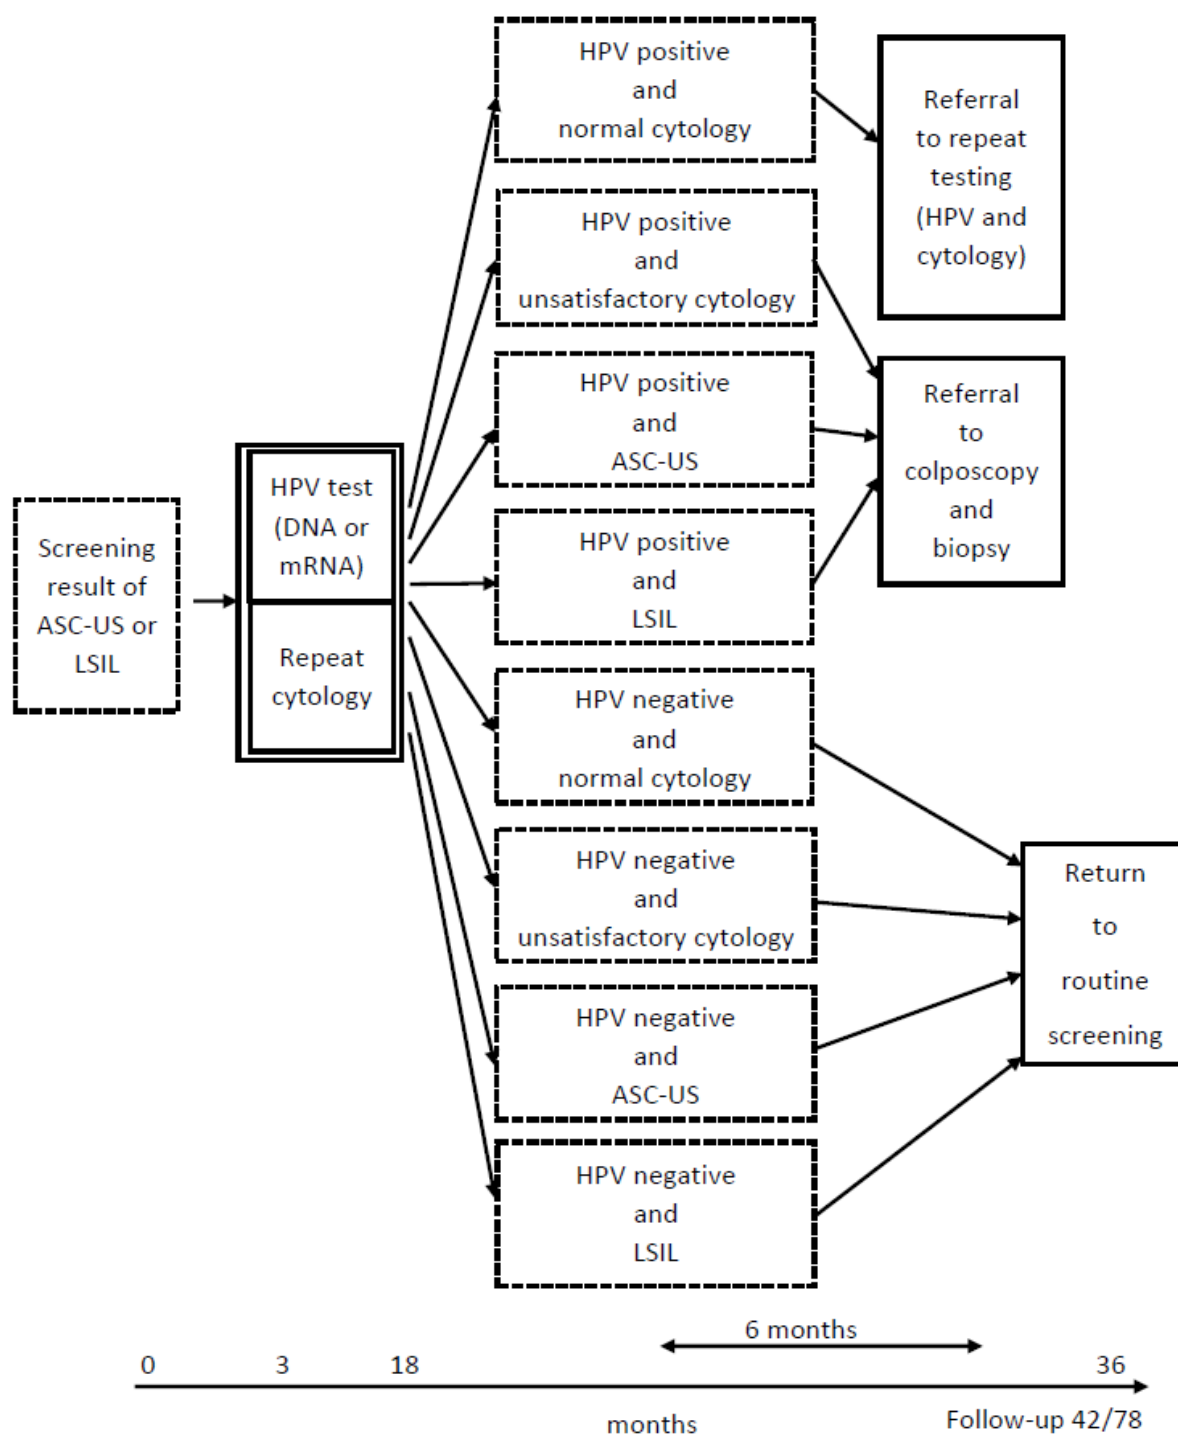 Screening
result of
ASC-US or
LSIL
HPV test
(DNA or
mRNA)
Repeat
cytology
HPV positive
and
normal cytology
HPV positive
and
unsatisfactory cytology
HPV positive
and
ASC-US
HPV positive
and
LSIL
HPV negative
and
normal cytology
HPV negative
and
unsatisfactory cytology
HPV negative
and
ASC-US
HPV negative
and
LSIL
Referral
to repeat
testing
(HPV and
cytology)
Referral
to
colposcopy
and
biopsy
Return
to
routine
screening
6 months
0 3 18 36
months
Follow-up 42/78